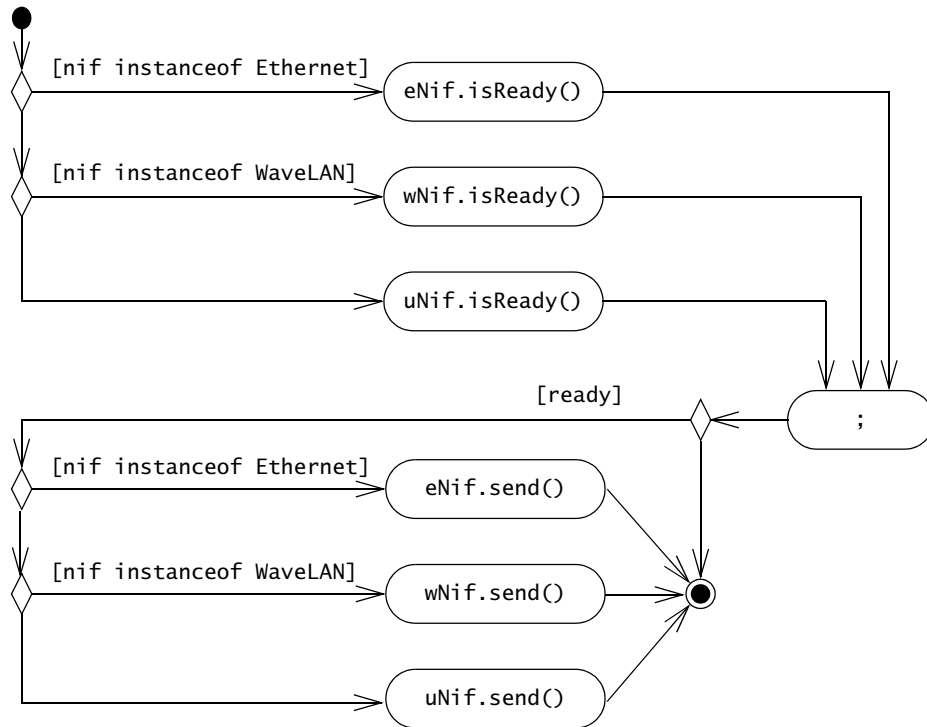 [nif instanceof Ethernet]
eNif.isReady()
[nif instanceof WaveLAN]
wNif.isReady()
uNif.isReady()
[ready]
;
[nif instanceof Ethernet]
eNif.send()
[nif instanceof WaveLAN]
wNif.send()
uNif.send()